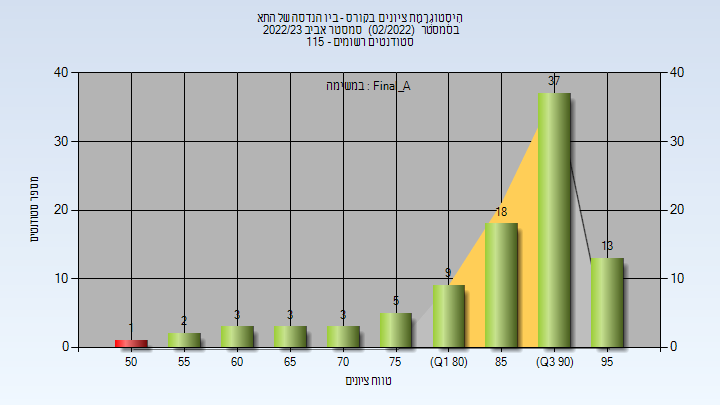 היסטוגרמת ציונים בקורס - ביו הנדסה של התא
בסמסטר (02/2022) סמסטר אביב 2022/23
סטודנטים רשומים - 115
במשימה : Final_A
40 40
30 30
20 20
10 10
0 0
מספר סטודנטים
1 2 3 3 3 5 9 18 37 13
50 55 60 65 70 75 (Q1 80) 85 (Q3 90) 95
טווח ציונים